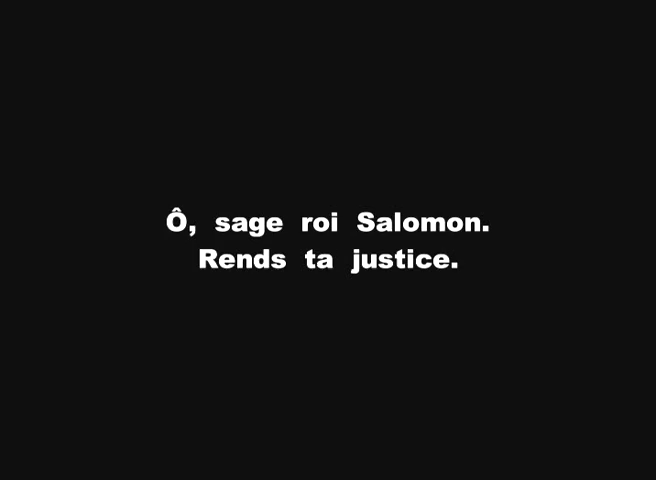 Ô, sage roi Salomon.
Rends ta justice.